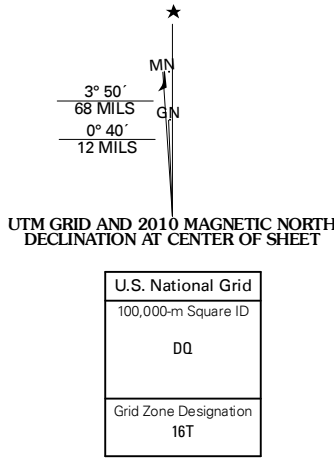 MN
3° 50´
68 MILS
GN
0° 40´
12 MILS
UTM GRID AND 2010 MAGNETIC NORTH
DECLINATION AT CENTER OF SHEET
U.S. National Grid
100,000-m Square ID
DQ
Grid Zone Designation
16T